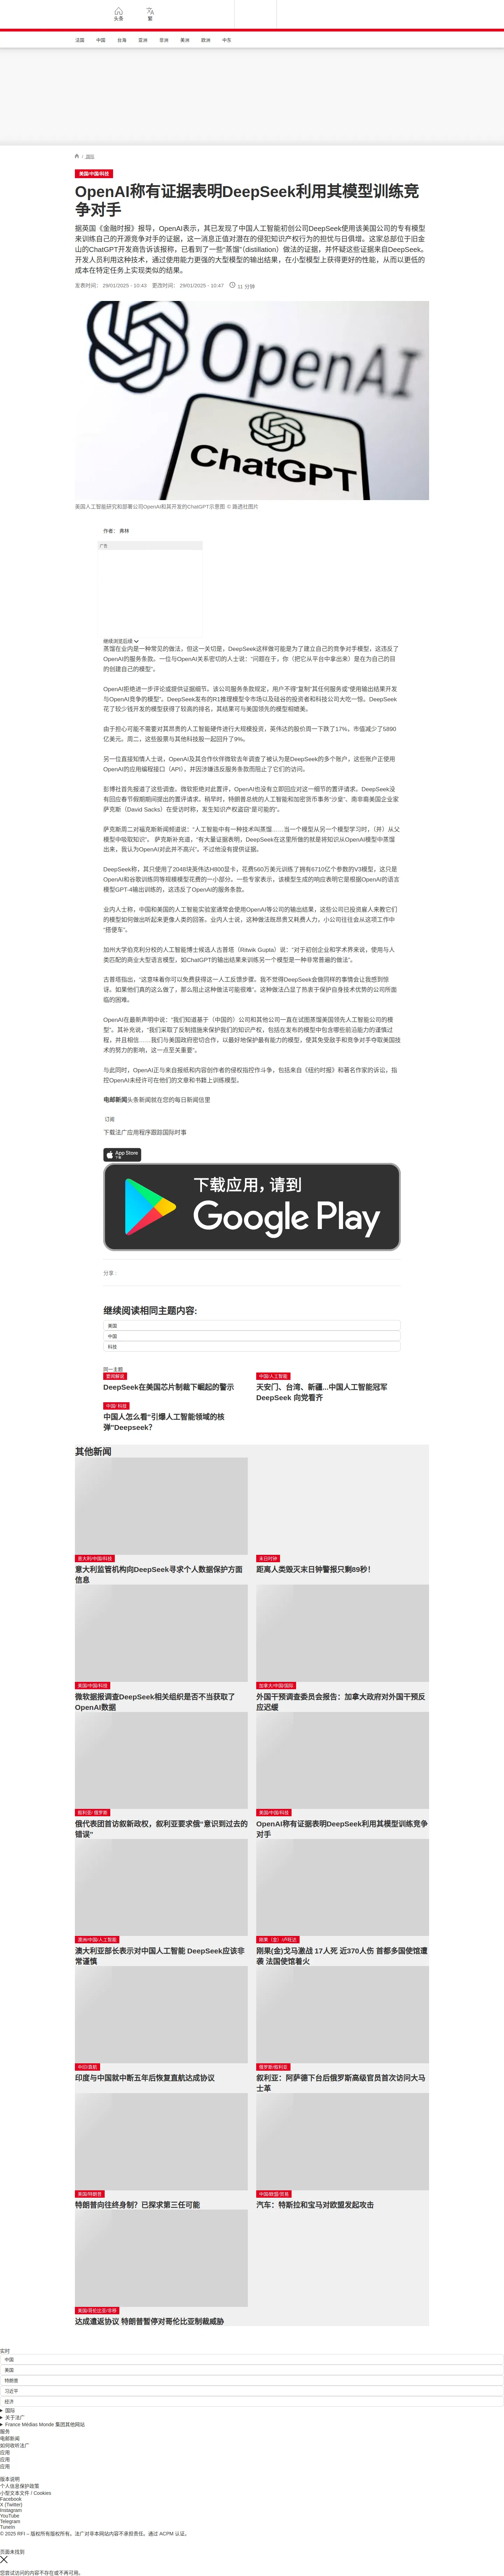 头条
繁
法国
中国
台海
亚洲
非洲
美洲
欧洲
中东
/ 国际
美国/中国/科技
OpenAI称有证据表明DeepSeek利用其模型训练竞
争对手
据英国《金融时报》报导，OpenAI表示，其已发现了中国人工智能初创公司DeepSeek使用该美国公司的专有模型
来训练自己的开源竞争对手的证据，这一消息正值对潜在的侵犯知识产权行为的担忧与日俱增。这家总部位于旧金
山的ChatGPT开发商告诉该报称，已看到了一些“蒸馏”（distillation）做法的证据，并怀疑这些证据来自DeepSeek。
开发人员利用这种技术，通过使用能力更强的大型模型的输出结果，在小型模型上获得更好的性能，从而以更低的
成本在特定任务上实现类似的结果。
发表时间： 29/01/2025 - 10:43 更改时间： 29/01/2025 - 10:47 11 分钟
OpenAI
ChatGPT
美国人工智能研究和部署公司OpenAI和其开发的ChatGPT示意图 © 路透社图片
作者： 弗林
广告
继续浏览后续
蒸馏在业内是一种常见的做法，但这一关切是，DeepSeek这样做可能是为了建立自己的竞争对手模型，这违反了
OpenAI的服务条款。一位与OpenAI关系密切的人士说：“问题在于，你（把它从平台中拿出来）是在为自己的目
的创建自己的模型”。
OpenAI拒绝进一步评论或提供证据细节。该公司服务条款规定，用户不得“复制”其任何服务或“使用输出结果开发
与OpenAI竞争的模型”。DeepSeek发布的R1推理模型令市场以及硅谷的投资者和科技公司大吃一惊。DeepSeek
花了较少钱开发的模型获得了较高的排名，其结果可与美国领先的模型相媲美。
由于担心可能不需要对其昂贵的人工智能硬件进行大规模投资，英伟达的股价周一下跌了17%，市值减少了5890
亿美元。周二，这些股票与其他科技股一起回升了9%。
另一位直接知情人士说，OpenAI及其合作伙伴微软去年调查了被认为是DeepSeek的多个账户，这些账户正使用
OpenAI的应用编程接口（API），并因涉嫌违反服务条款而阻止了它们的访问。
彭博社首先报道了这些调查。微软拒绝对此置评，OpenAI也没有立即回应对这一细节的置评请求。DeepSeek没
有回应春节假期期间提出的置评请求。稍早时，特朗普总统的人工智能和加密货币事务“沙皇”，南非裔美国企业家
萨克斯（David Sacks）在受访时称，发生知识产权盗窃“是可能的”。
萨克斯周二对福克斯新闻频道说：“人工智能中有一种技术叫蒸馏……当一个模型从另一个模型学习时，（并）从父
模型中吸取知识”。 萨克斯补充道，“有大量证据表明，DeepSeek在这里所做的就是将知识从OpenAI模型中蒸馏
出来，我认为OpenAI对此并不高兴”。不过他没有提供证据。
DeepSeek称，其只使用了2048块英伟达H800显卡，花费560万美元训练了拥有6710亿个参数的V3模型，这只是
OpenAI和谷歌训练同等规模模型花费的一小部分。一些专家表示，该模型生成的响应表明它是根据OpenAI的语言
模型GPT-4输出训练的，这违反了OpenAI的服务条款。
业内人士称，中国和美国的人工智能实验室通常会使用OpenAI等公司的输出结果，这些公司已投资雇人来教它们
的模型如何做出听起来更像人类的回答。业内人士说，这种做法既昂贵又耗费人力，小公司往往会从这项工作中
“搭便车”。
加州大学伯克利分校的人工智能博士候选人古普塔（Ritwik Gupta）说：“对于初创企业和学术界来说，使用与人
类匹配的商业大型语言模型，如ChatGPT的输出结果来训练另一个模型是一种非常普遍的做法”。
古普塔指出，“这意味着你可以免费获得这一人工反馈步骤。我不觉得DeepSeek会做同样的事情会让我感到惊
讶。如果他们真的这么做了，那么阻止这种做法可能很难”。这种做法凸显了热衷于保护自身技术优势的公司所面
临的困难。
OpenAI在最新声明中说：“我们知道基于（中国的）公司和其他公司一直在试图蒸馏美国领先人工智能公司的模
型”。其补充说，“我们采取了反制措施来保护我们的知识产权，包括在发布的模型中包含哪些前沿能力的谨慎过
程，并且相信……我们与美国政府密切合作，以最好地保护最有能力的模型，使其免受敌手和竞争对手夺取美国技
术的努力的影响，这一点至关重要”。
与此同时，OpenAI正与来自报纸和内容创作者的侵权指控作斗争，包括来自《纽约时报》和著名作家的诉讼，指
控OpenAI未经许可在他们的文章和书籍上训练模型。
电邮新闻头条新闻就在您的每日新闻信里
订阅
下载法广应用程序跟踪国际时事
App Store
下载
下载应用，请到
Google Play
分享 :
继续阅读相同主题内容:
美国
中国
科技
同一主题
要闻解说
DeepSeek在美国芯片制裁下崛起的警示
中国/人工智能
天安门、台湾、新疆...中国人工智能冠军
DeepSeek 向党看齐
中国/ 科技
中国人怎么看"引爆人工智能领域的核
弹"Deepseek？
其他新闻
意大利/中国/科技
意大利监管机构向DeepSeek寻求个人数据保护方面
信息
末日时钟
距离人类毁灭末日钟警报只剩89秒！
美国/中国/科技
微软据报调查DeepSeek相关组织是否不当获取了
OpenAI数据
加拿大/中国/国际
外国干预调查委员会报告：加拿大政府对外国干预反
应迟缓
叙利亚/ 俄罗斯
俄代表团首访叙新政权，叙利亚要求俄“意识到过去的
错误”
美国/中国/科技
OpenAI称有证据表明DeepSeek利用其模型训练竞争
对手
澳洲/中国/人工智能
澳大利亚部长表示对中国人工智能 DeepSeek应该非
常谨慎
刚果（金）/卢旺达
刚果(金)戈马激战 17人死 近370人伤 首都多国使馆遭
袭 法国使馆着火
中印/直航
印度与中国就中断五年后恢复直航达成协议
俄罗斯/叙利亚
叙利亚：阿萨德下台后俄罗斯高级官员首次访问大马
士革
美国/特朗普
特朗普向往终身制？已探求第三任可能
中国/欧盟/贸易
汽车：特斯拉和宝马对欧盟发起攻击
美国/哥伦比亚/非移
达成遣返协议 特朗普暂停对哥伦比亚制裁威胁
实时
中国
美国
特朗普
习近平
经济
国际
关于法广
France Médias Monde 集团其他网站
服务
电邮新闻
如何收听法广
应用
应用
应用
版本说明
个人信息保护政策
小型文本文件 / Cookies
Facebook
X (Twitter)
Instagram
YouTube
Telegram
TuneIn
© 2025 RFI – 版权所有版权所有。法广对非本网站内容不承担责任。通过 ACPM 认证。
页面未找到
您尝试访问的内容不存在或不再可用。